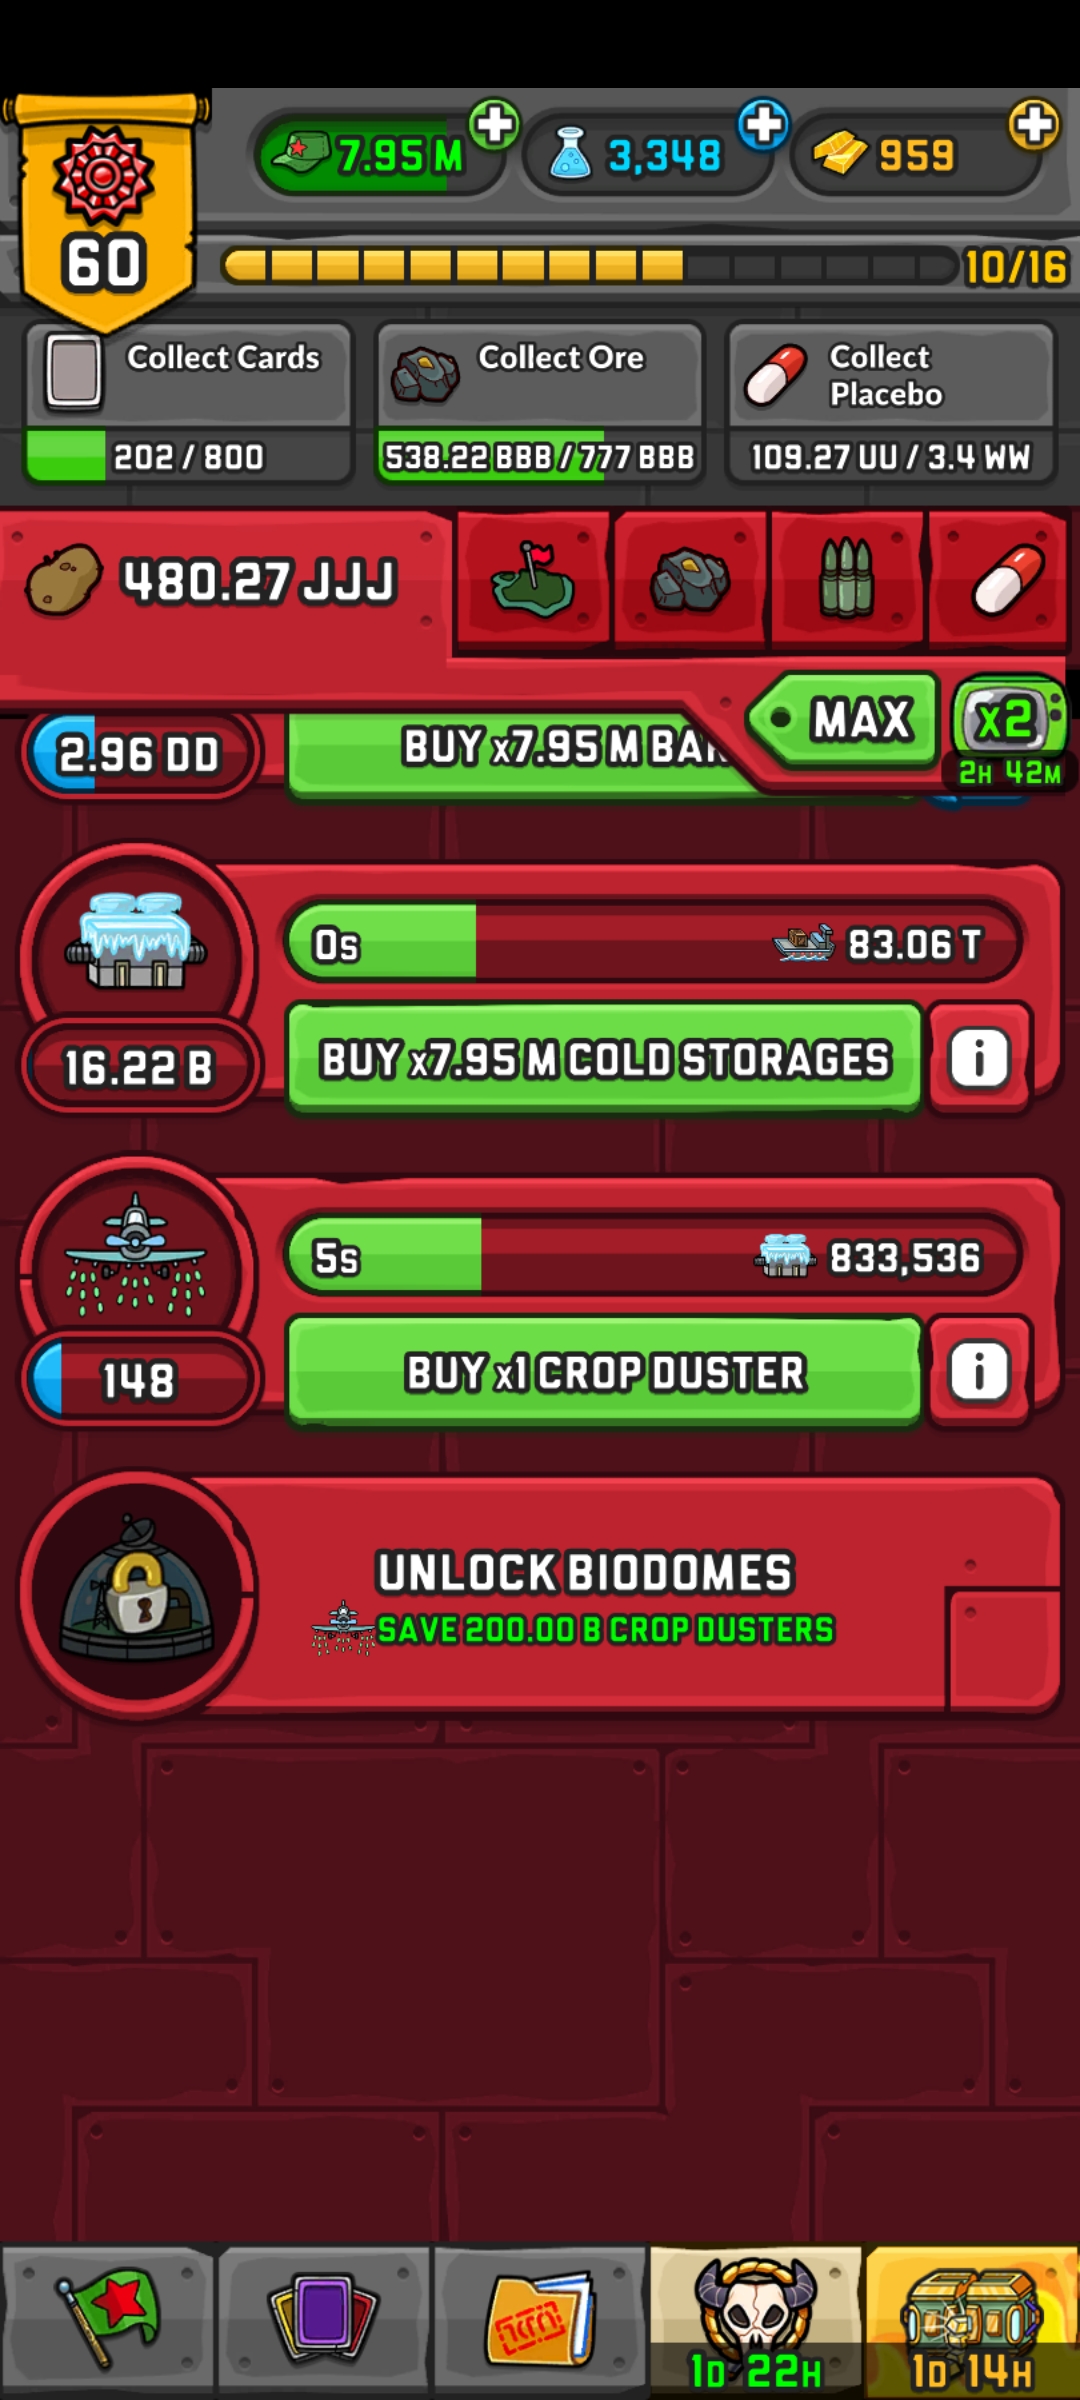 60
7.95 M
3,348
959
10/16
Collect Cards
202 / 800
Collect Ore
538.22 BBB / 777 BBB
Collect
Placebo
109.27 UU / 3.4 WW
480.27 JJJ
MAX
x2
2H 42M
2.96 DD
BUY x7.95 M
0s
83.06 T
16.22 B
BUY x7.95 M COLD STORAGES
i
5s
833,536
148
BUY x1 CROP DUSTER
i
UNLOCK BIODOMES
SAVE 200.00 B CROP DUSTERS
1D 22H
1D 14H